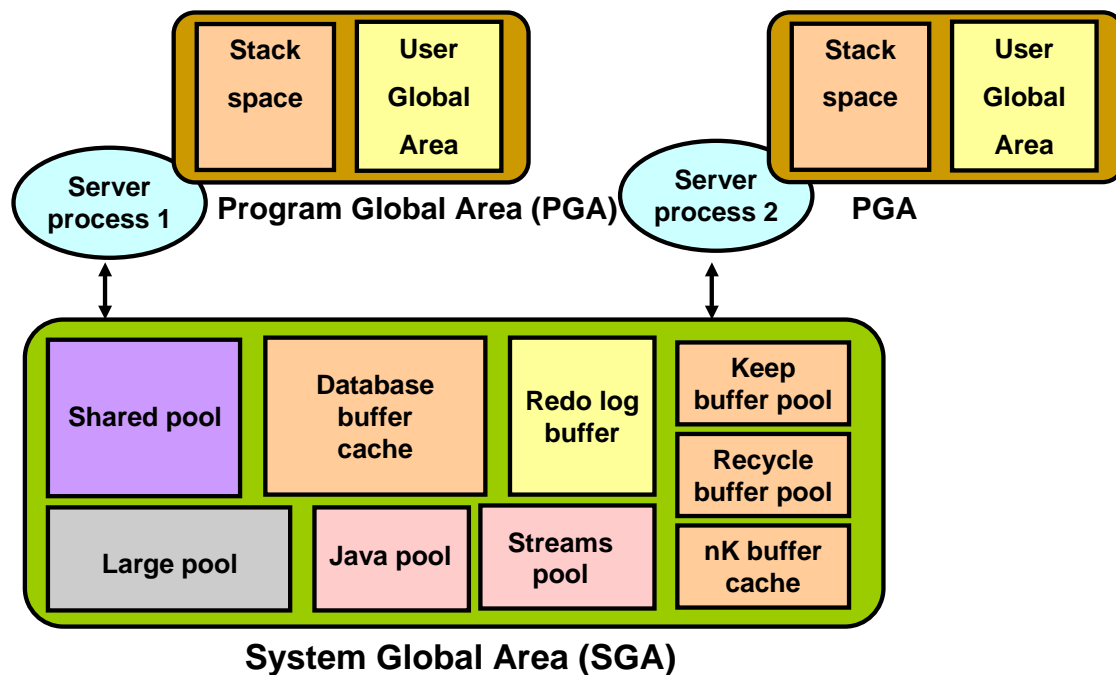 Stack
space
User
Global
Area
Stack
space
User
Global
Area
Server
process 1
Program Global Area (PGA)
Server
process 2
PGA
Shared pool
Database
buffer
cache
Redo log
buffer
Keep
buffer pool
Recycle
buffer pool
Large pool
Java pool
Streams
pool
nK buffer
cache
System Global Area (SGA)